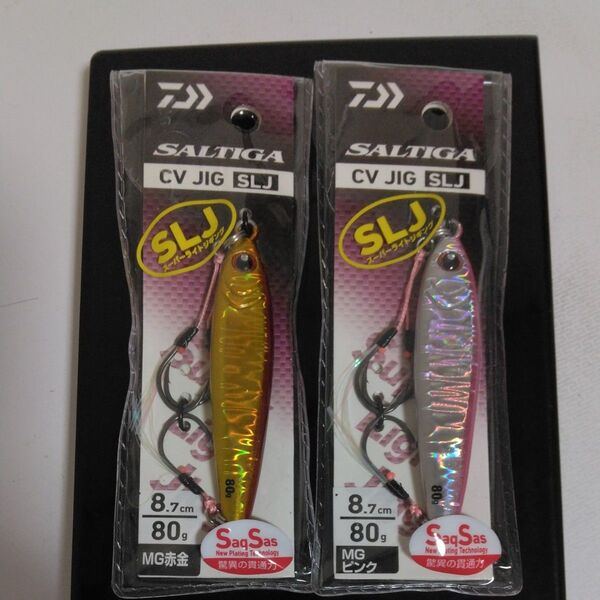 SALTIGA
CV JIG SLJ
SLJ
スーパーライトジギング
80g
8.7cm
80g
MG赤金
SaqSas
New Plating Technology
驚異の貫通力
SALTIGA
CV JIG SLJ
SLJ
スーパーライトジギング
80g
8.7cm
80g
MG
ピンク
SaqSas
New Plating Technology
驚異の貫通力